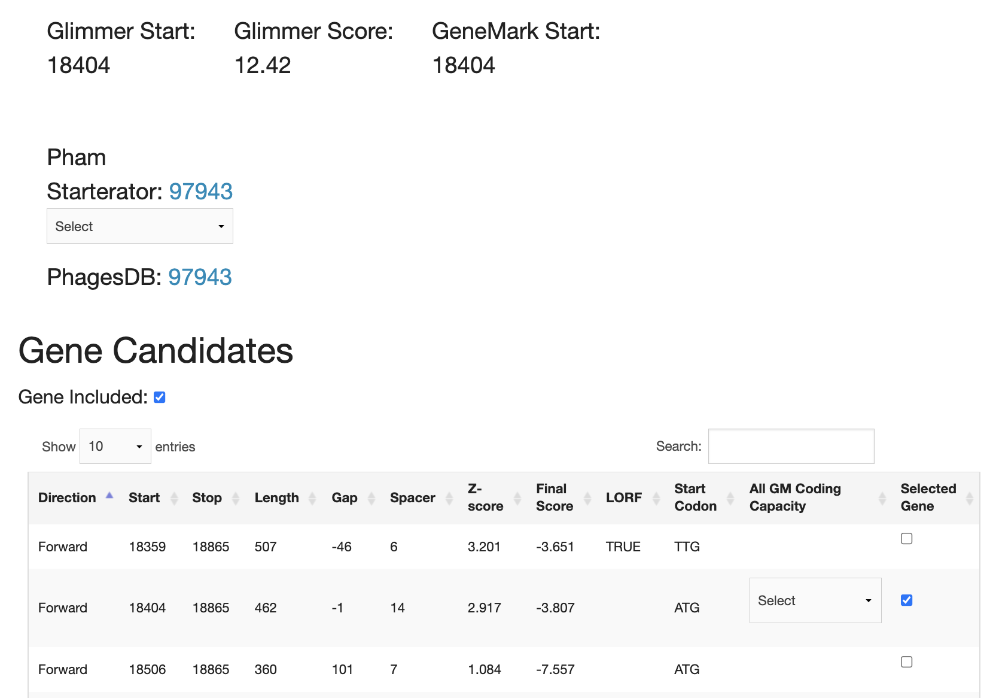 Glimmer Start: Glimmer Score: GeneMark Start:
18404 12.42 18404
Pham
Starterator: 97943
Select
PhagesDB: 97943
Gene Candidates
Gene Included:
Show 10 entries Search:
Direction Start Stop Length Gap Spacer Z-score Final Score LORF Start Codon All GM Coding Capacity Selected Gene
Forward 18359 18865 507 -46 6 3.201 -3.651 TRUE TTG
Forward 18404 18865 462 -1 14 2.917 -3.807 ATG Select
Forward 18506 18865 360 101 7 1.084 -7.557 ATG